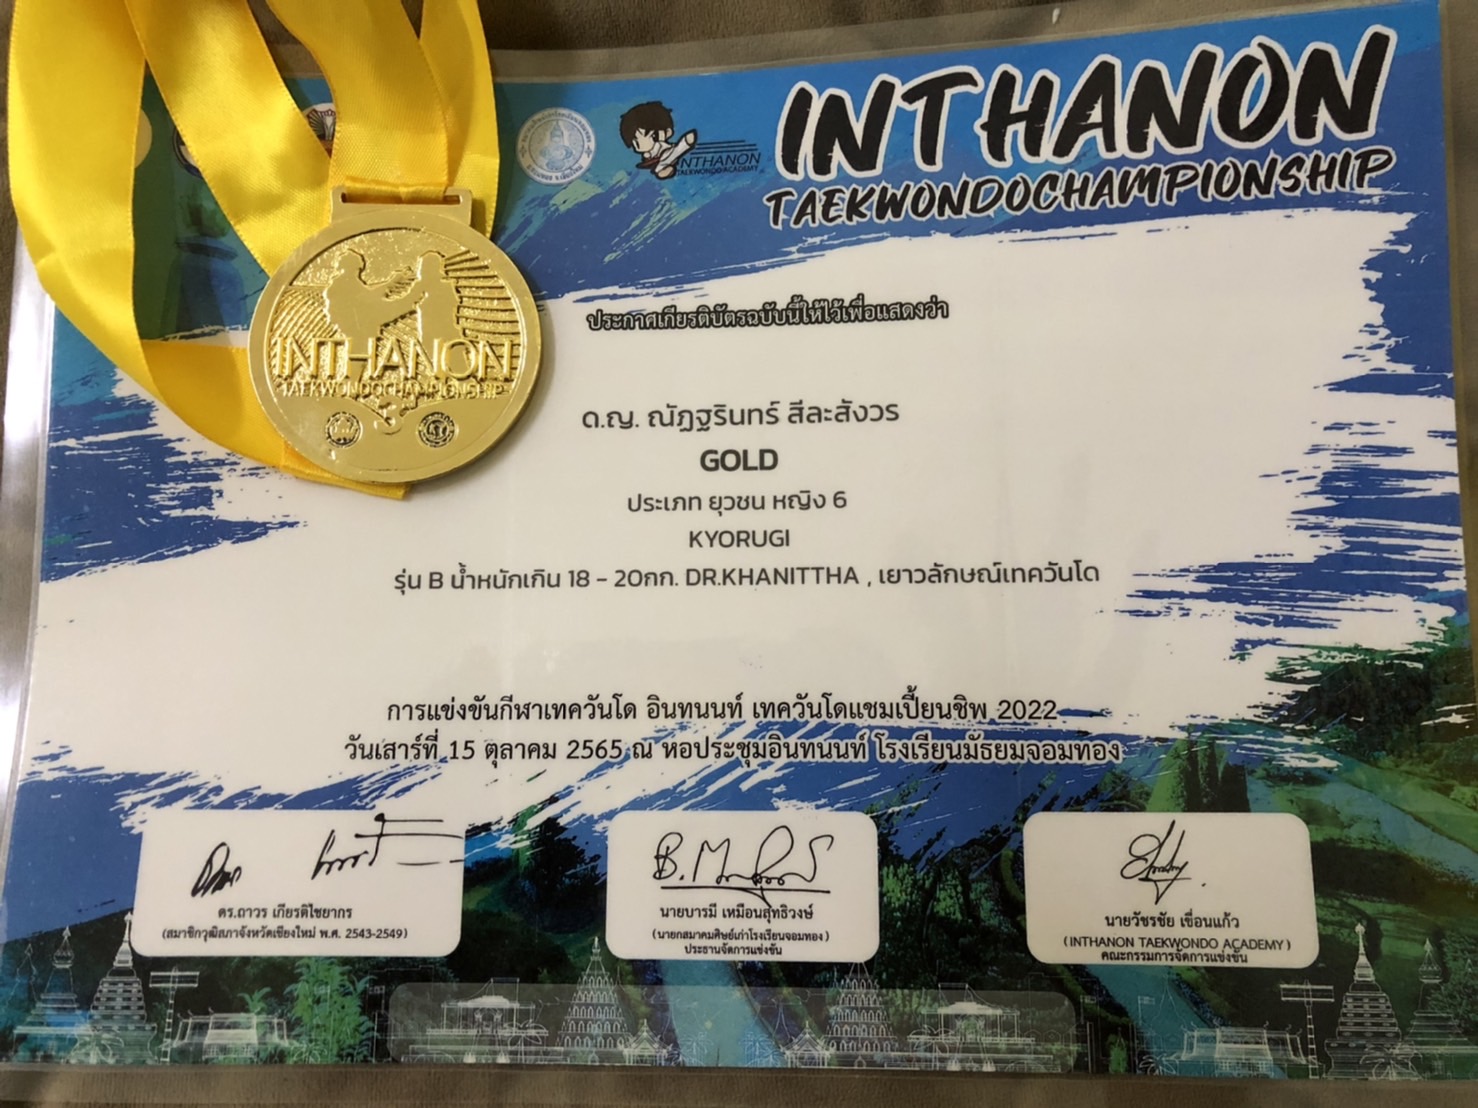 INTHANON
TAEKWONDOCHAMPIONSHIP
INTHANON
TAEKWONDO ACADEMY
INTHANON
TAEKWONDOCHAMPIONSHIP
ประกาศเกียรติบัตรฉบับนี้ให้ไว้เพื่อแสดงว่า
ด.ญ. ณัฏฐรินทร์ สีละสังวร
GOLD
ประเภท ยุวชน หญิง 6
KYORUGI
รุ่น B น้ำหนักเกิน 18 - 20กก. DR.KHANITTHA , เยาวลักษณ์เทควันโด
การแข่งขันกีฬาเทควันโด อินทนนท์ เทควันโดแชมเปี้ยนชิพ 2022
วันเสาร์ที่ 15 ตุลาคม 2565 ณ หอประชุมอินทนนท์ โรงเรียนมัธยมจอมทอง
ดร.ถาวร เกียรติไชยากร
(สมาชิกวุฒิสภาจังหวัดเชียงใหม่ พ.ศ. 2543-2549)
นายบารมี เหมือนสุทธิวงษ์
(นายกสมาคมศิษย์เก่าโรงเรียนจอมทอง)
ประธานจัดการแข่งขัน
นายวัชรชัย เขื่อนแก้ว
(INTHANON TAEKWONDO ACADEMY)
คณะกรรมการจัดการแข่งขัน